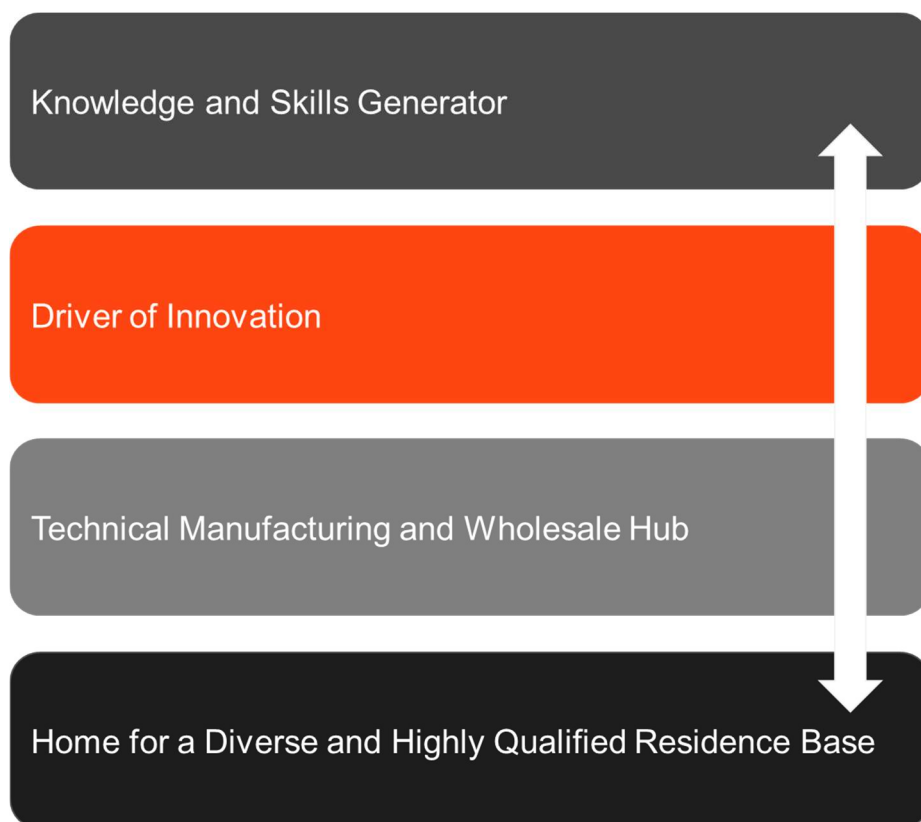 Knowledge and Skills Generator
Driver of Innovation
Technical Manufacturing and Wholesale Hub
Home for a Diverse and Highly Qualified Residence Base